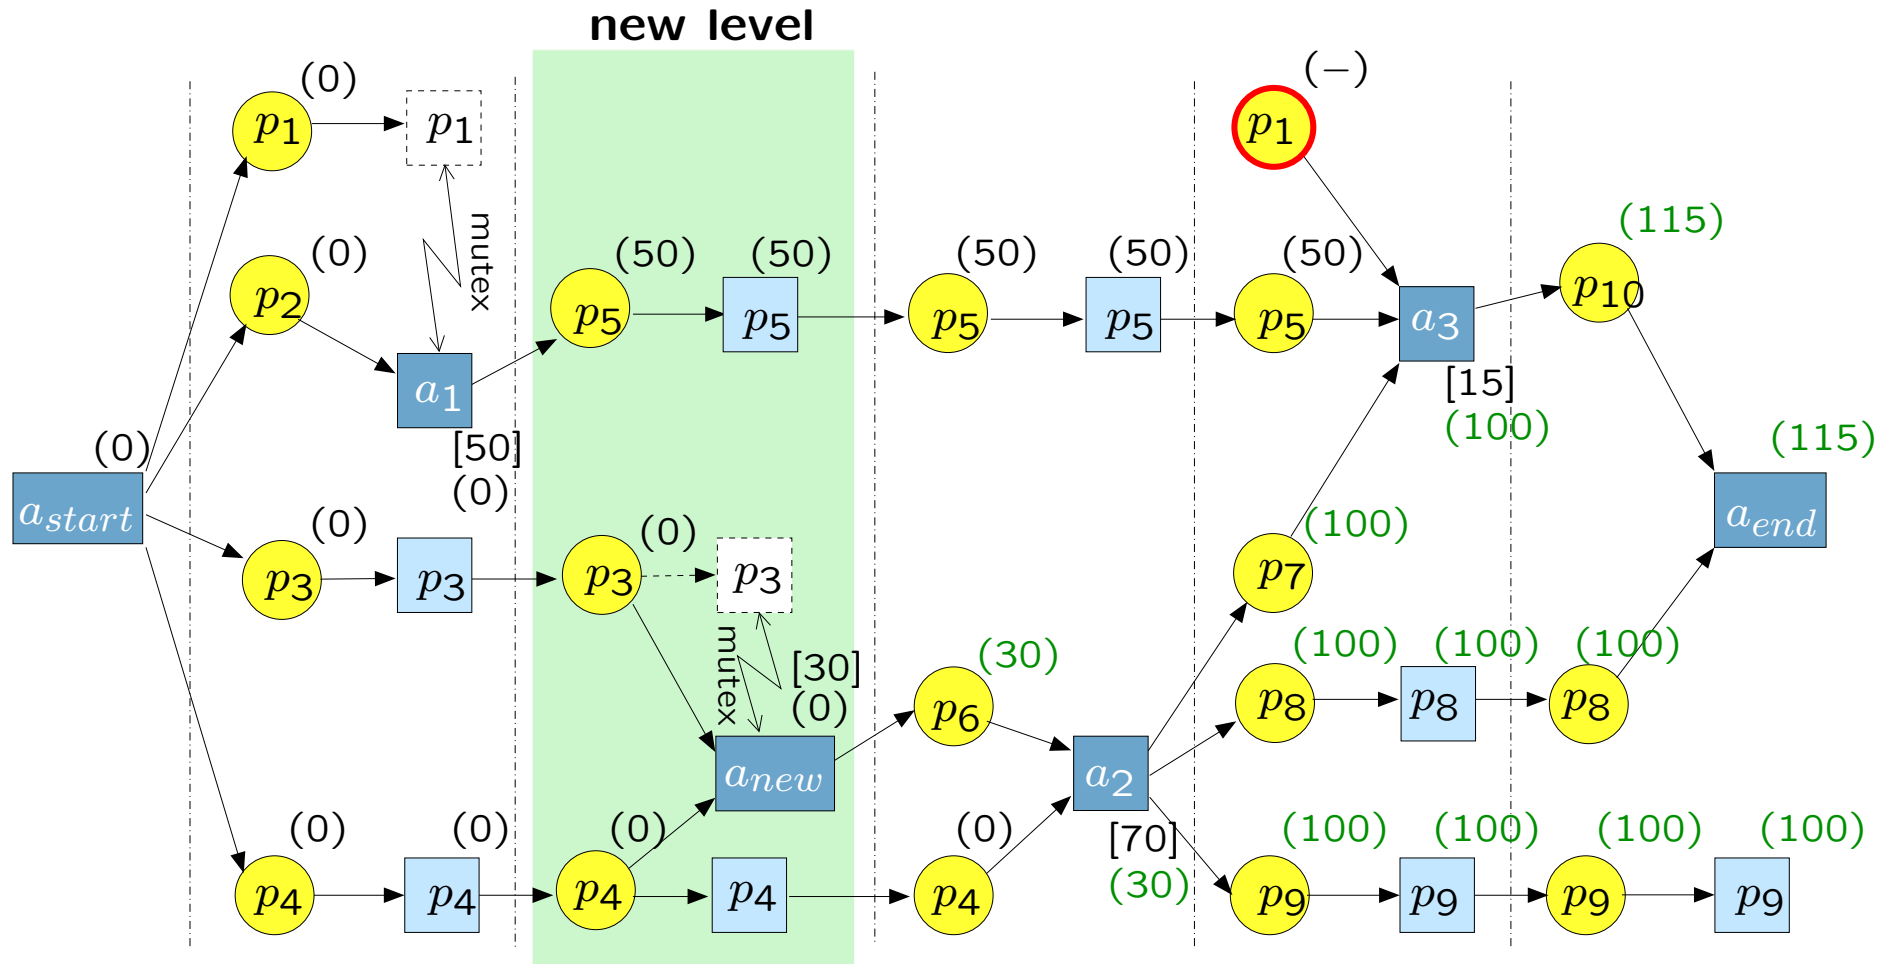 new level
(0)
p1
p1
(−)
p1
mutex
(0)
p2
(50)
p5
(50)
p5
(50)
p5
(50)
p5
(50)
p5
a3
[15]
(100)
(115)
p10
a1
[50]
(0)
(0)
astart
(115)
aend
(0)
p3
p3
(0)
p3
p3
mutex
[30]
(0)
anew
(100)
p7
(30)
p6
a2
[70]
(30)
(100)
p8
(100)
p8
(100)
p8
(0)
p4
(0)
p4
(0)
p4
p4
(0)
p4
(100)
p9
(100)
p9
(100)
p9
(100)
p9